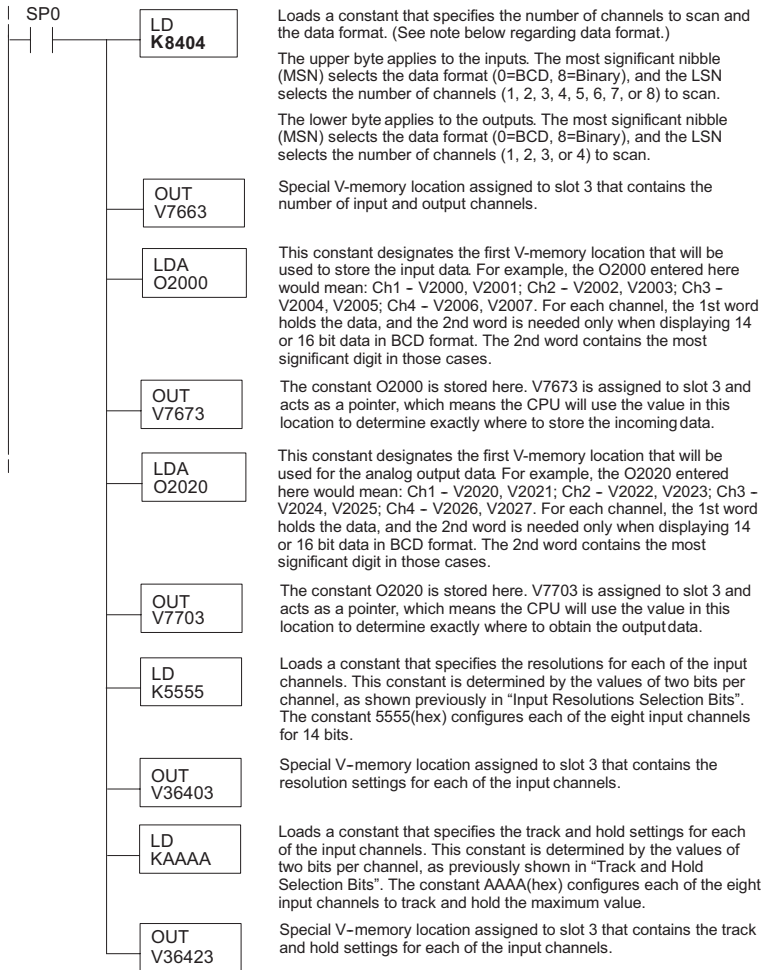 SP0
LD
K8404
Loads a constant that specifies the number of channels to scan and
the data format. (See note below regarding data format.)
The upper byte applies to the inputs. The most significant nibble
(MSN) selects the data format (0=BCD, 8=Binary), and the LSN
selects the number of channels (1, 2, 3, 4, 5, 6, 7, or 8) to scan.
The lower byte applies to the outputs. The most significant nibble
(MSN) selects the data format (0=BCD, 8=Binary), and the LSN
selects the number of channels (1, 2, 3, or 4) to scan.
OUT
V7663
Special V-memory location assigned to slot 3 that contains the
number of input and output channels.
LDA
O2000
This constant designates the first V-memory location that will be
used to store the input data. For example, the O2000 entered here
would mean: Ch1 – V2000, V2001; Ch2 – V2002, V2003; Ch3 –
V2004, V2005; Ch4 – V2006, V2007. For each channel, the 1st word
holds the data, and the 2nd word is needed only when displaying 14
or 16 bit data in BCD format. The 2nd word contains the most
significant digit in those cases.
OUT
V7673
The constant O2000 is stored here. V7673 is assigned to slot 3 and
acts as a pointer, which means the CPU will use the value in this
location to determine exactly where to store the incoming data.
LDA
O2020
This constant designates the first V-memory location that will be
used for the analog output data. For example, the O2020 entered
here would mean: Ch1 – V2020, V2021; Ch2 – V2022, V2023; Ch3 –
V2024, V2025; Ch4 – V2026, V2027. For each channel, the 1st word
holds the data, and the 2nd word is needed only when displaying 14
or 16 bit data in BCD format. The 2nd word contains the most
significant digit in those cases.
OUT
V7703
The constant O2020 is stored here. V7703 is assigned to slot 3 and
acts as a pointer, which means the CPU will use the value in this
location to determine exactly where to obtain the output data.
LD
K5555
Loads a constant that specifies the resolutions for each of the input
channels. This constant is determined by the values of two bits per
channel, as shown previously in “Input Resolutions Selection Bits”.
The constant 5555(hex) configures each of the eight input channels
for 14 bits.
OUT
V36403
Special V–memory location assigned to slot 3 that contains the
resolution settings for each of the input channels.
LD
KAAAA
Loads a constant that specifies the track and hold settings for each
of the input channels. This constant is determined by the values of
two bits per channel, as previously shown in “Track and Hold
Selection Bits”. The constant AAAA(hex) configures each of the eight
input channels to track and hold the maximum value.
OUT
V36423
Special V–memory location assigned to slot 3 that contains the track
and hold settings for each of the input channels.